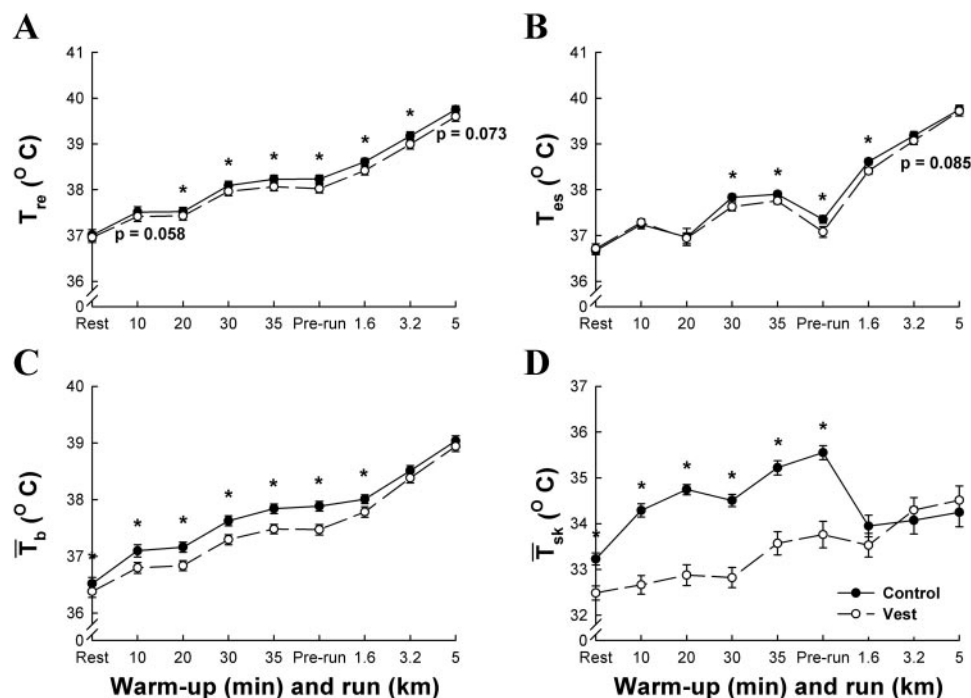 A
41
40
39
38
37
36
0
T re (° C)
* * * * * *
p = 0.058
p = 0.073
Rest 10 20 30 35 Pre-run 1.6 3.2 5
B
41
40
39
38
37
36
0
T es (° C)
* * * *
p = 0.085
Rest 10 20 30 35 Pre-run 1.6 3.2 5
C
40
39
38
37
36
0
T̅ b (° C)
* * * * * * *
Rest 10 20 30 35 Pre-run 1.6 3.2 5
Warm-up (min) and run (km)
D
37
36
35
34
33
32
0
T̅ sk (° C)
* * * * * *
Control
Vest
Rest 10 20 30 35 Pre-run 1.6 3.2 5
Warm-up (min) and run (km)